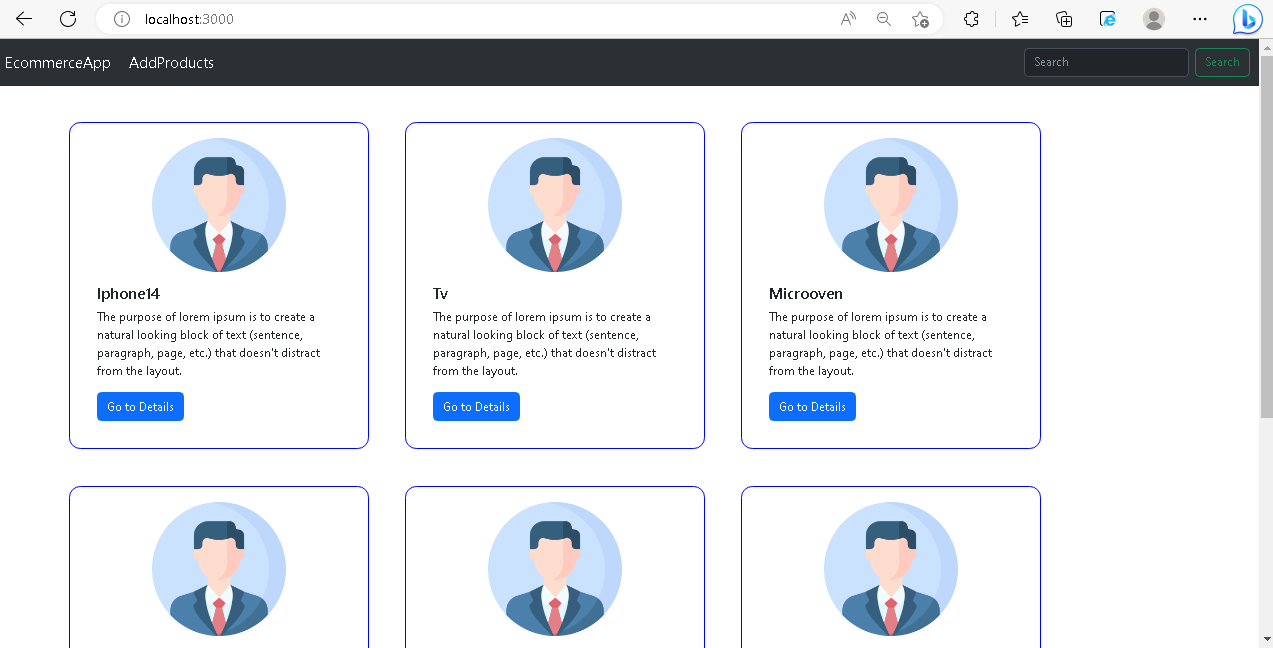 localhost:3000
EcommerceApp AddProducts Search Search
Iphone14
The purpose of lorem ipsum is to create a
natural looking block of text (sentence,
paragraph, page, etc.) that doesn't distract
from the layout.
Go to Details
Tv
The purpose of lorem ipsum is to create a
natural looking block of text (sentence,
paragraph, page, etc.) that doesn't distract
from the layout.
Go to Details
Microoven
The purpose of lorem ipsum is to create a
natural looking block of text (sentence,
paragraph, page, etc.) that doesn't distract
from the layout.
Go to Details